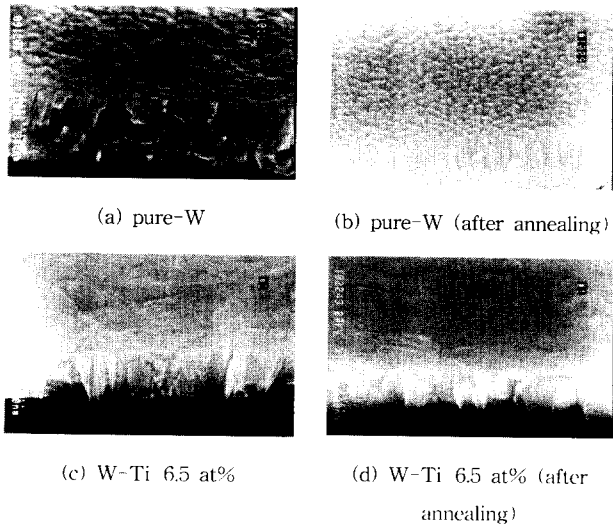 (a) pure-W
(b) pure-W (after annealing)
(c) W-Ti 6.5 at%
(d) W-Ti 6.5 at% (after
annealing)